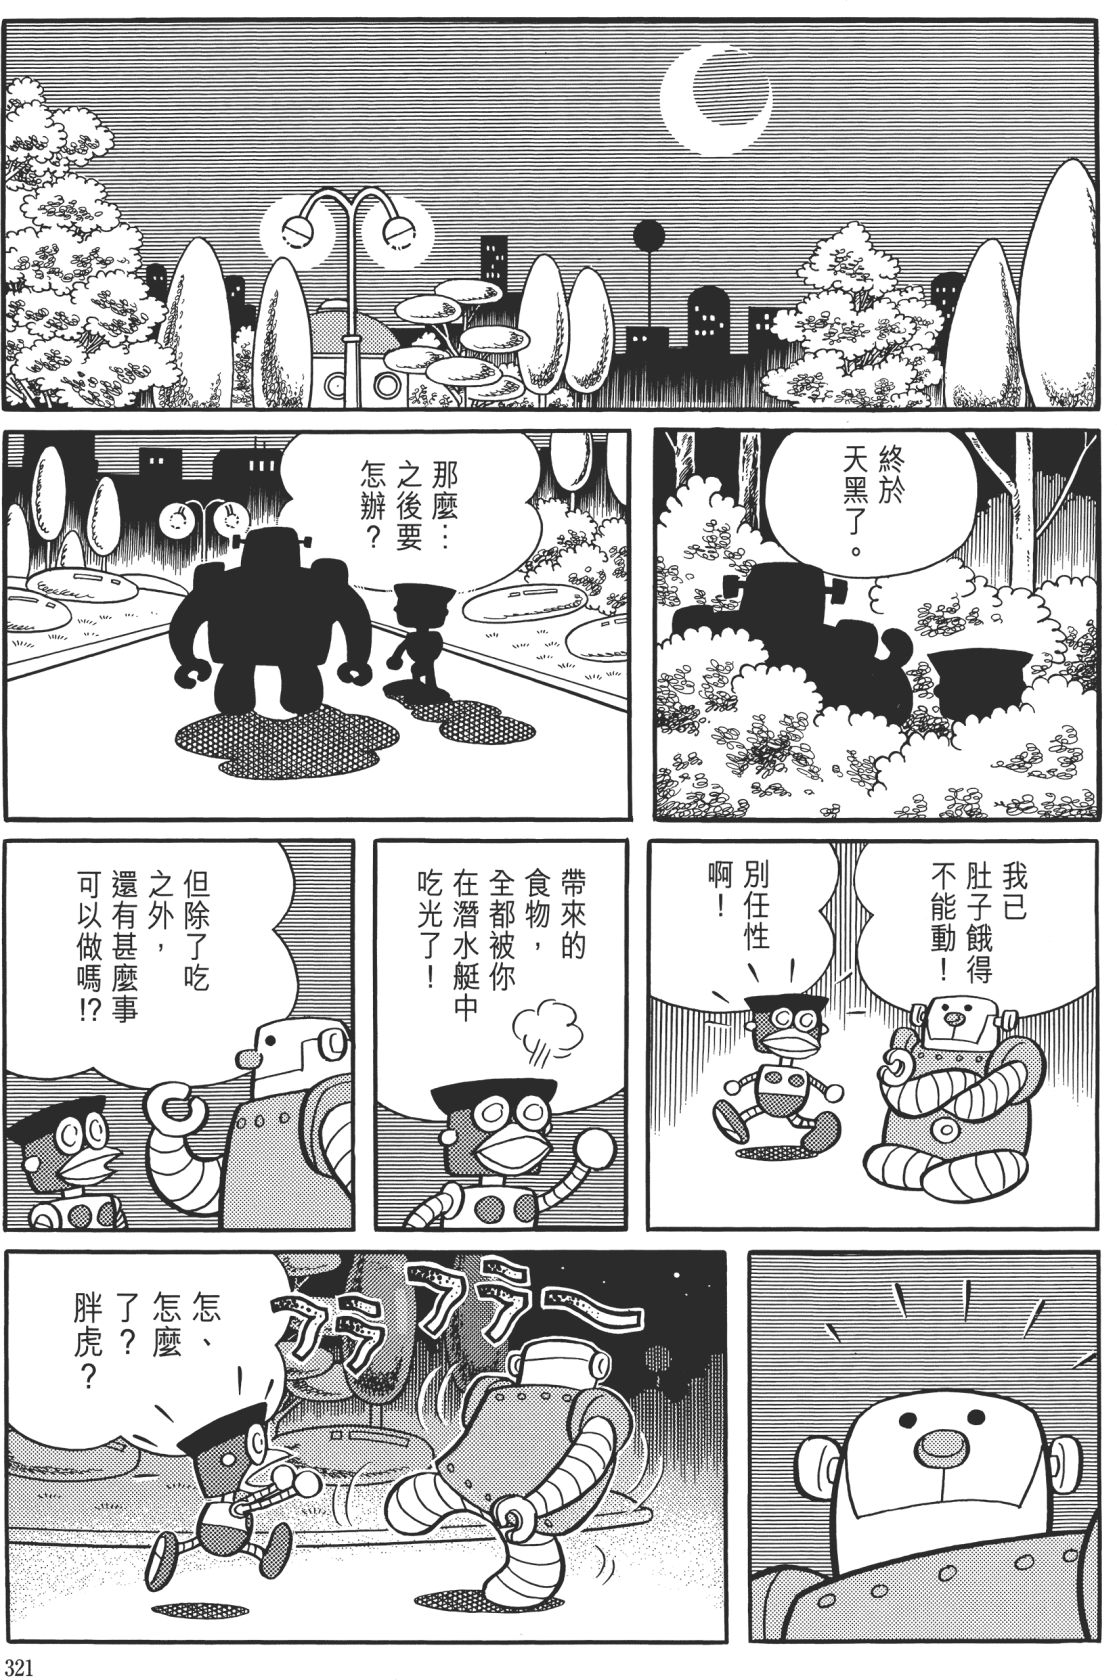 終於
天黑了。
那麼…
之後要
怎辦？
我已
肚子餓得
不能動！
別任性
啊！
帶來的
食物，
全都被你
在潛水艇中
吃光了！
但除了吃
之外，
還有甚麼事
可以做嗎!?
フラフラ～
怎、
怎麼
了？
胖虎？
321